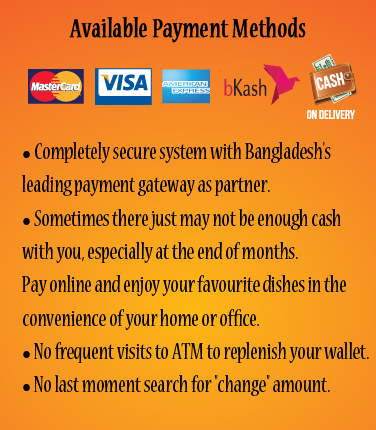 Available Payment Methods
MasterCard VISA AMERICAN EXPRESS bKash CASH
ON DELIVERY
• Completely secure system with Bangladesh's
leading payment gateway as partner.
• Sometimes there just may not be enough cash
with you, especially at the end of months.
Pay online and enjoy your favourite dishes in the
convenience of your home or office.
• No frequent visits to ATM to replenish your wallet.
• No last moment search for "change" amount.